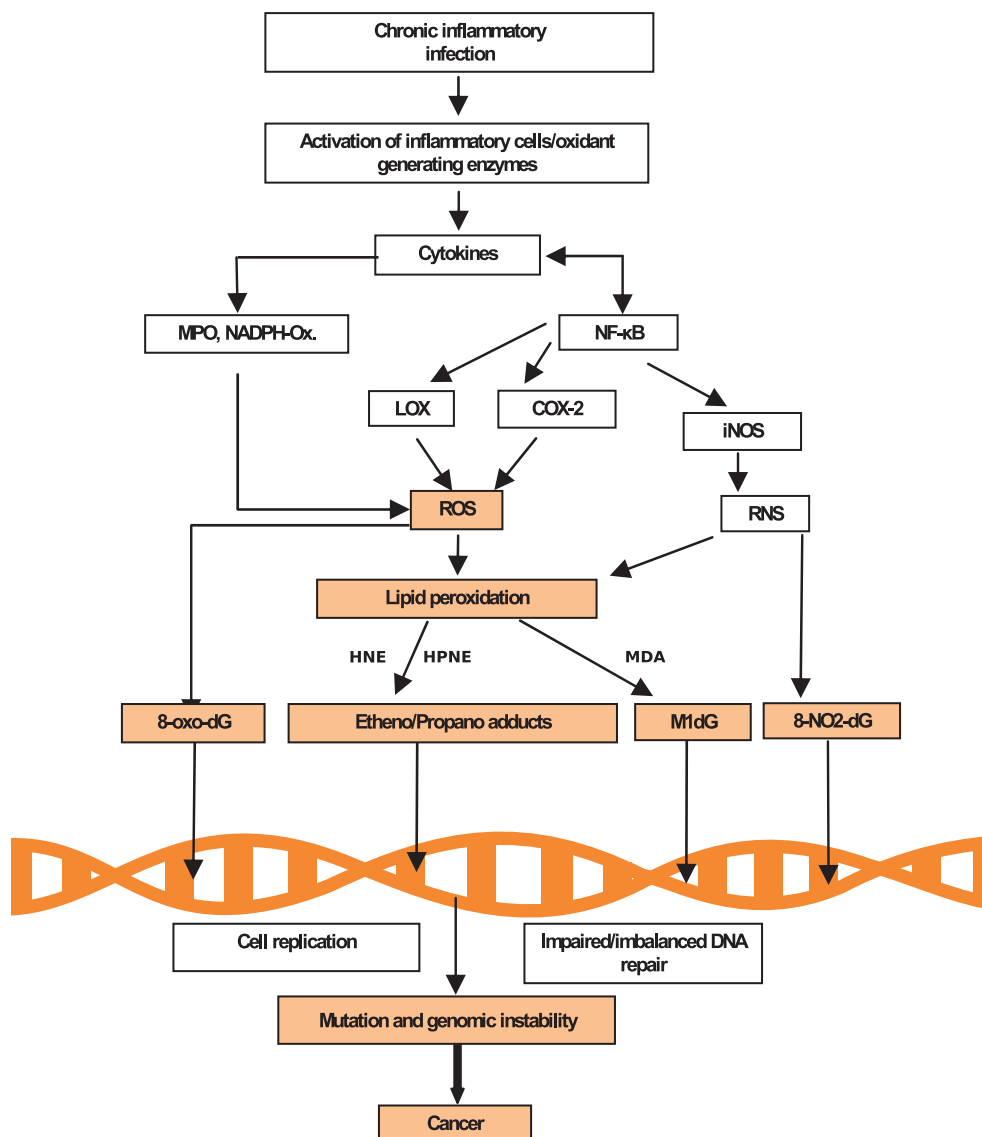 Chronic inflammatory
infection
Activation of inflammatory cells/oxidant
generating enzymes
Cytokines
MPO, NADPH-Ox.
NF-κB
LOX
COX-2
iNOS
ROS
RNS
Lipid peroxidation
HNE
HPNE
MDA
8-oxo-dG
Etheno/Propano adducts
M1dG
8-NO2-dG
Cell replication
Impaired/imbalanced DNA
repair
Mutation and genomic instability
Cancer